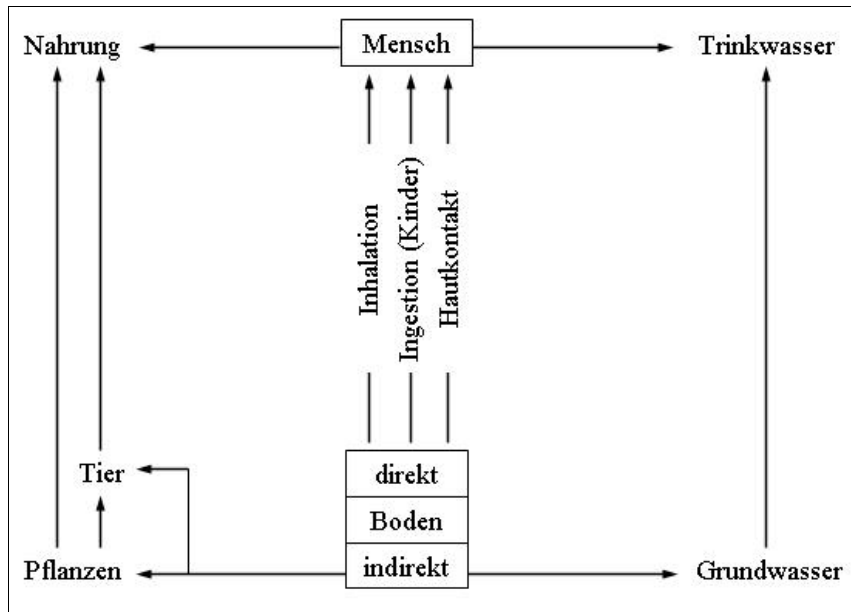 Nahrung
Mensch
Trinkwasser
Inhalation
Ingestion (Kinder)
Hautkontakt
Tier
direkt
Boden
Pflanzen
indirekt
Grundwasser